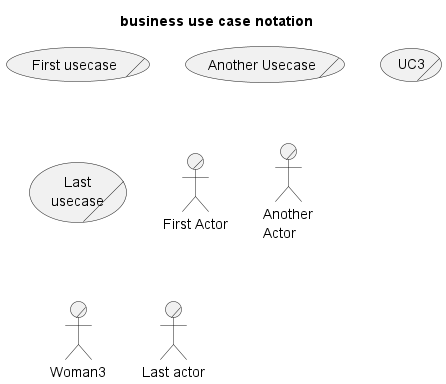 business use case notation
First usecase
Another Usecase
UC3
Last
usecase
First Actor
Another
Actor
Woman3
Last actor